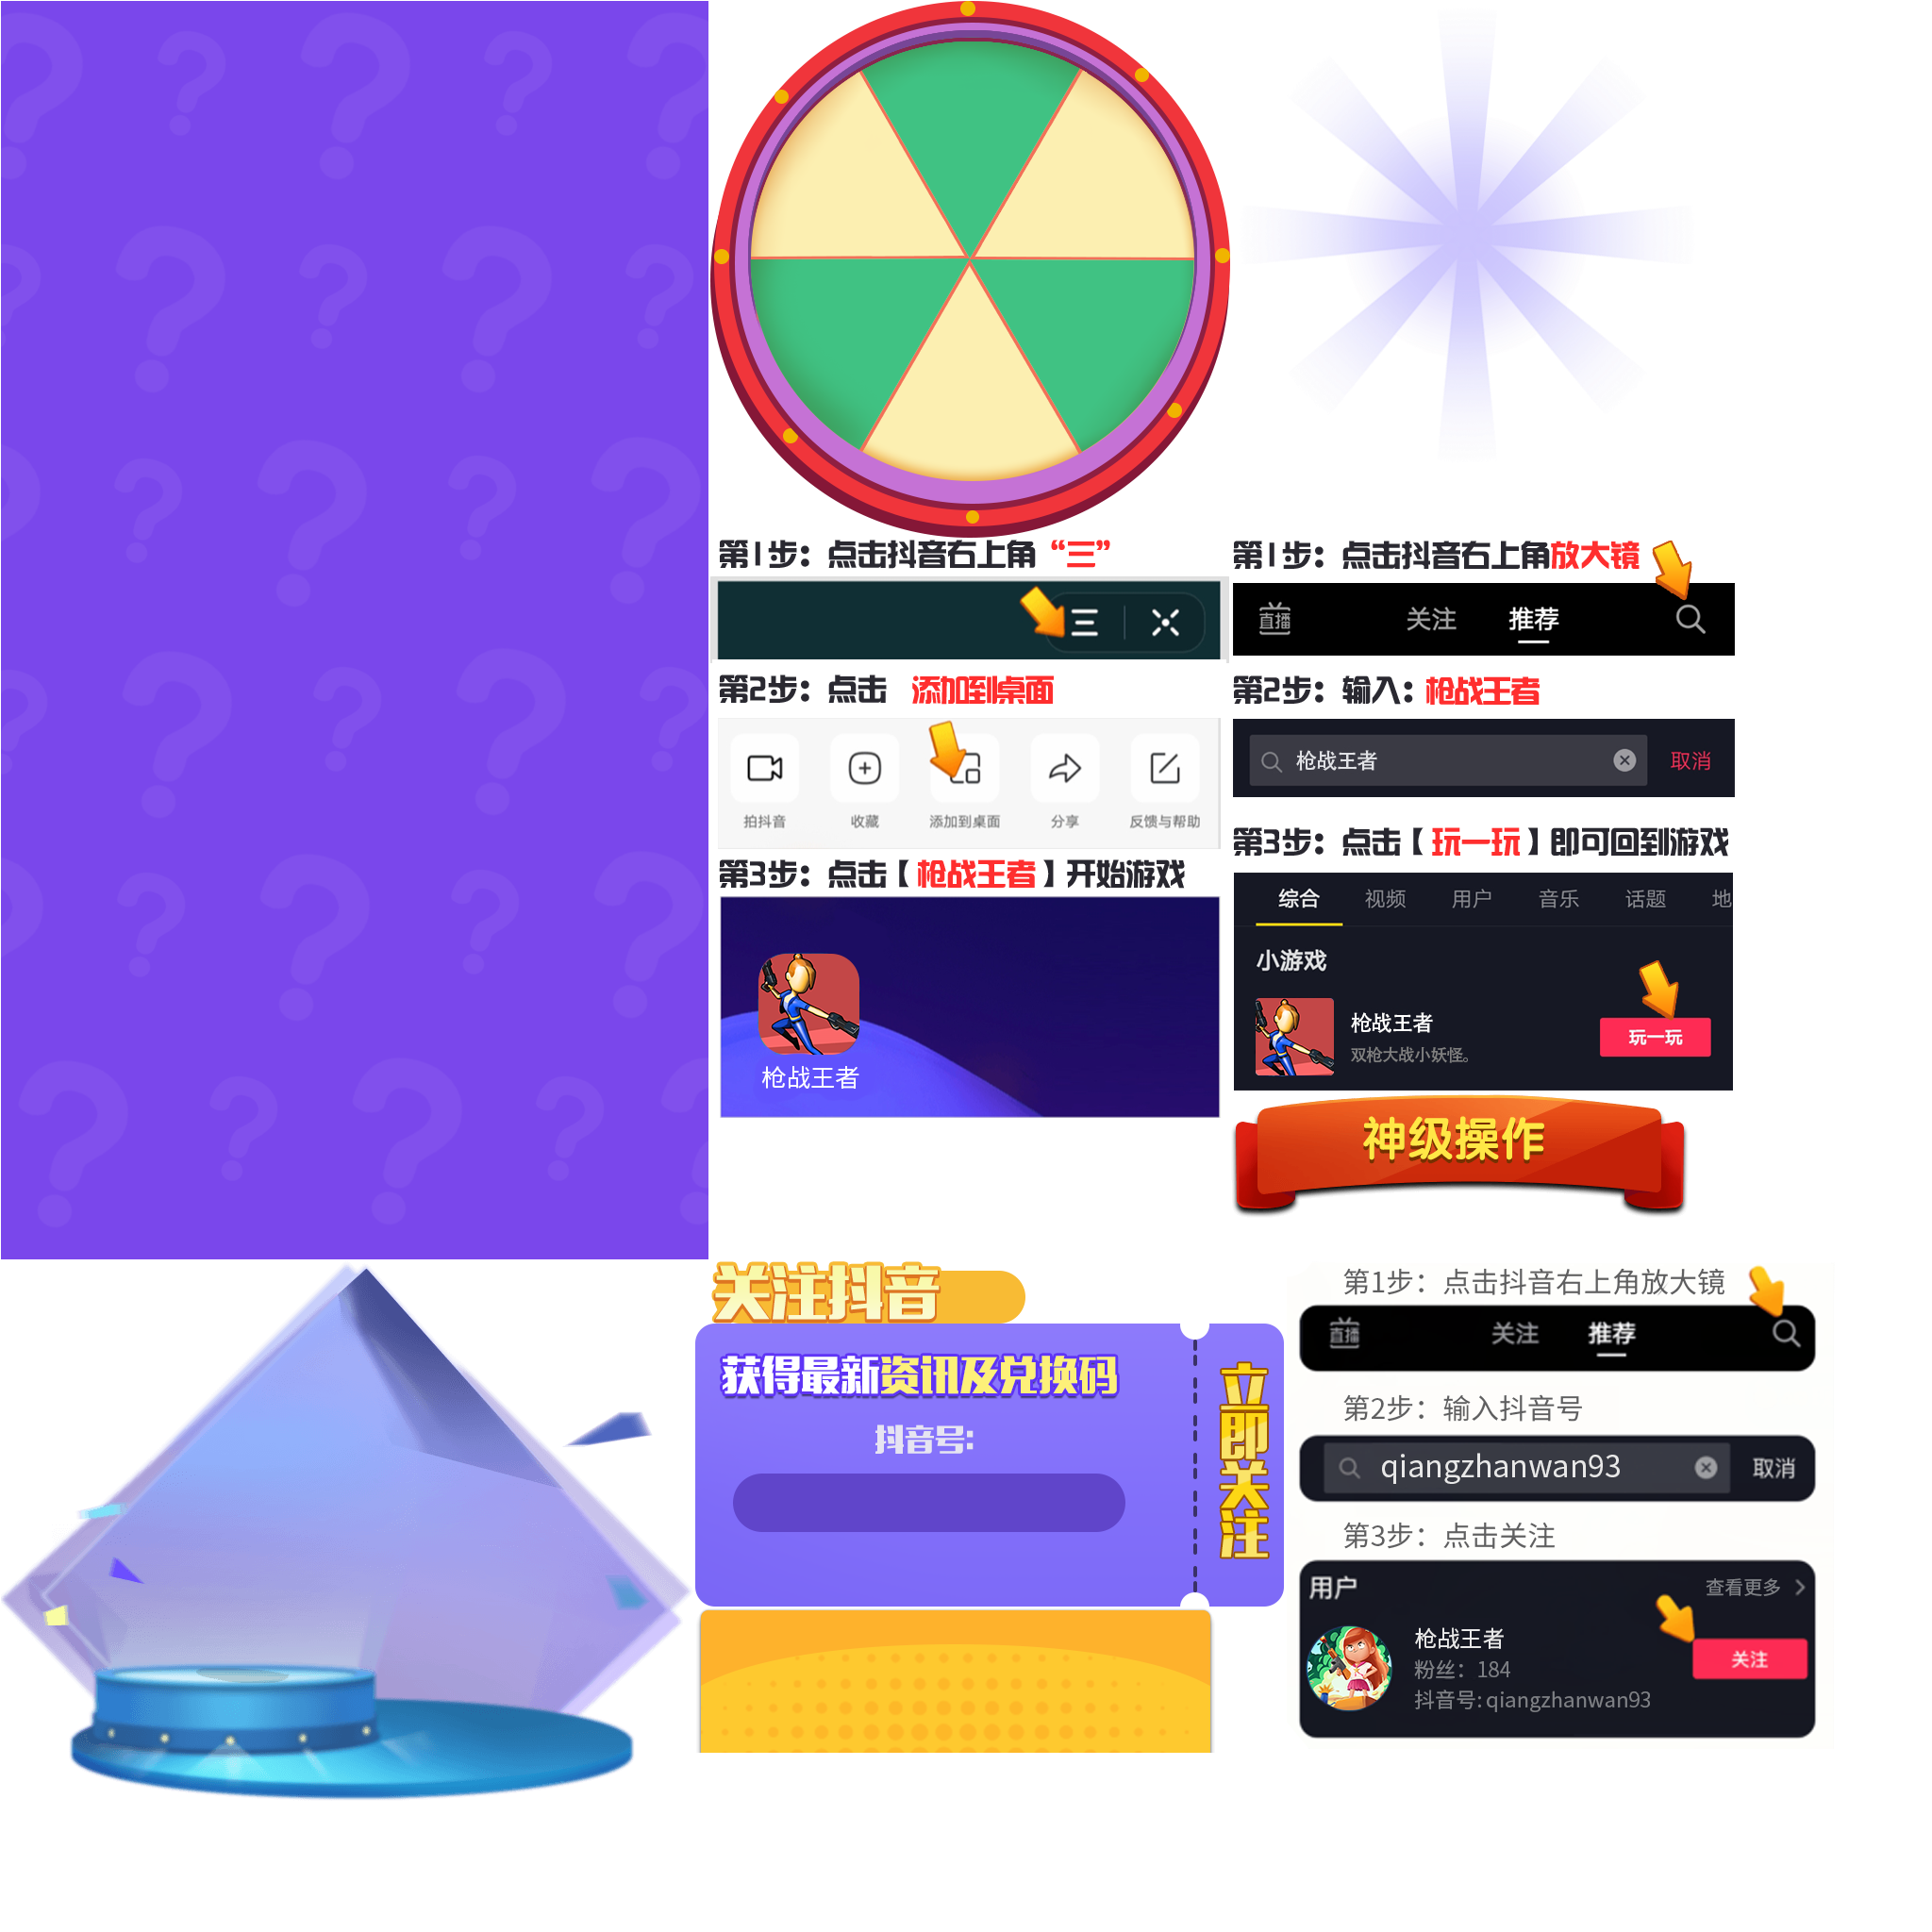 第1步：点击抖音右上角“三”
第2步：点击 添加到桌面
拍抖音 收藏 添加到桌面 分享 反馈与帮助
第3步：点击【枪战王者】开始游戏
枪战王者
第1步：点击抖音右上角放大镜
直播 关注 推荐
第2步：输入：枪战王者
枪战王者 取消
第3步：点击【玩一玩】即可回到游戏
综合 视频 用户 音乐 话题 地
小游戏
枪战王者
双枪大战小妖怪。
玩一玩
神级操作
关注抖音
获得最新资讯及兑换码
抖音号：
立即关注
第1步：点击抖音右上角放大镜
直播 关注 推荐
第2步：输入抖音号
qiangzhanwan93 取消
第3步：点击关注
用户 查看更多
枪战王者
粉丝：184
关注
抖音号：qiangzhanwan93